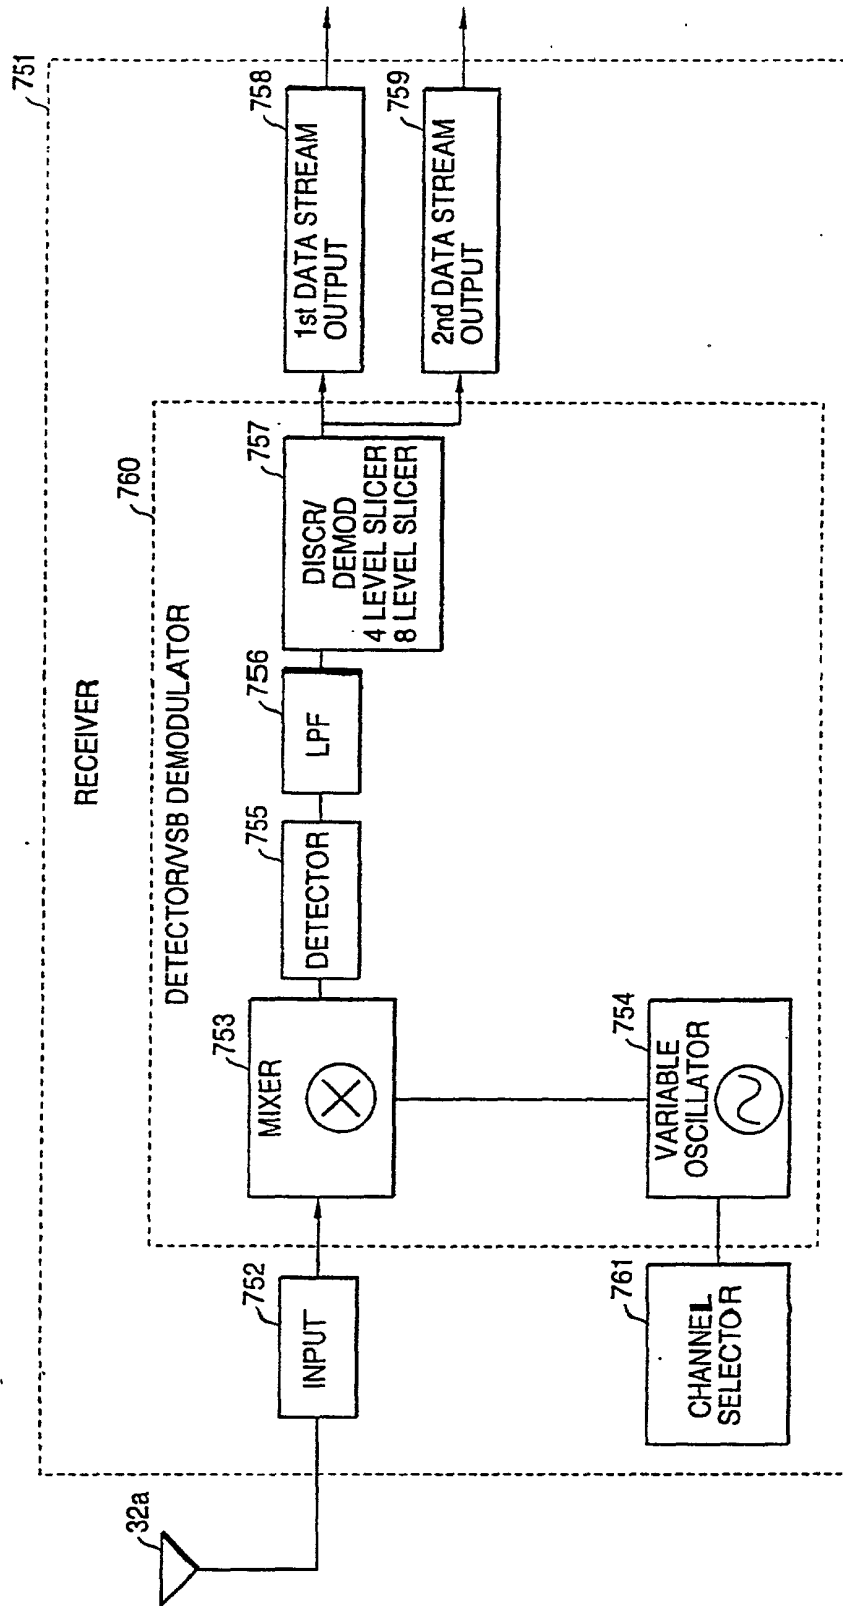 751
RECEIVER
760
DETECTOR/VSB DEMODULATOR
32a
752
INPUT
753
MIXER
755
DETECTOR
756
LPF
757
DISCR/
DEMOD
4 LEVEL SLICER
8 LEVEL SLICER
758
1st DATA STREAM
OUTPUT
759
2nd DATA STREAM
OUTPUT
761
CHANNEL
SELECTOR
754
VARIABLE
OSCILLATOR